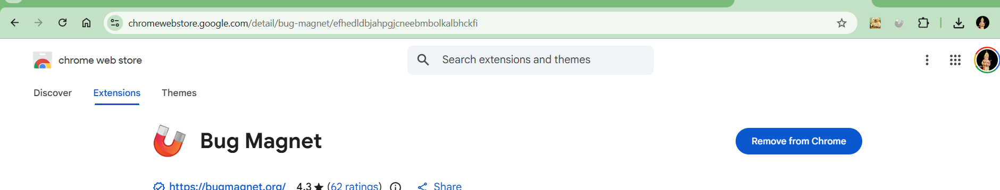 chromewebstore.google.com/detail/bug-magnet/efhedldbjahpgjcneebmbolkalbhckfi
chrome web store
Search extensions and themes
Discover
Extensions
Themes
Bug Magnet
Remove from Chrome
https://bugmagnet.org/ 4.3 ★ (62 ratings) Share